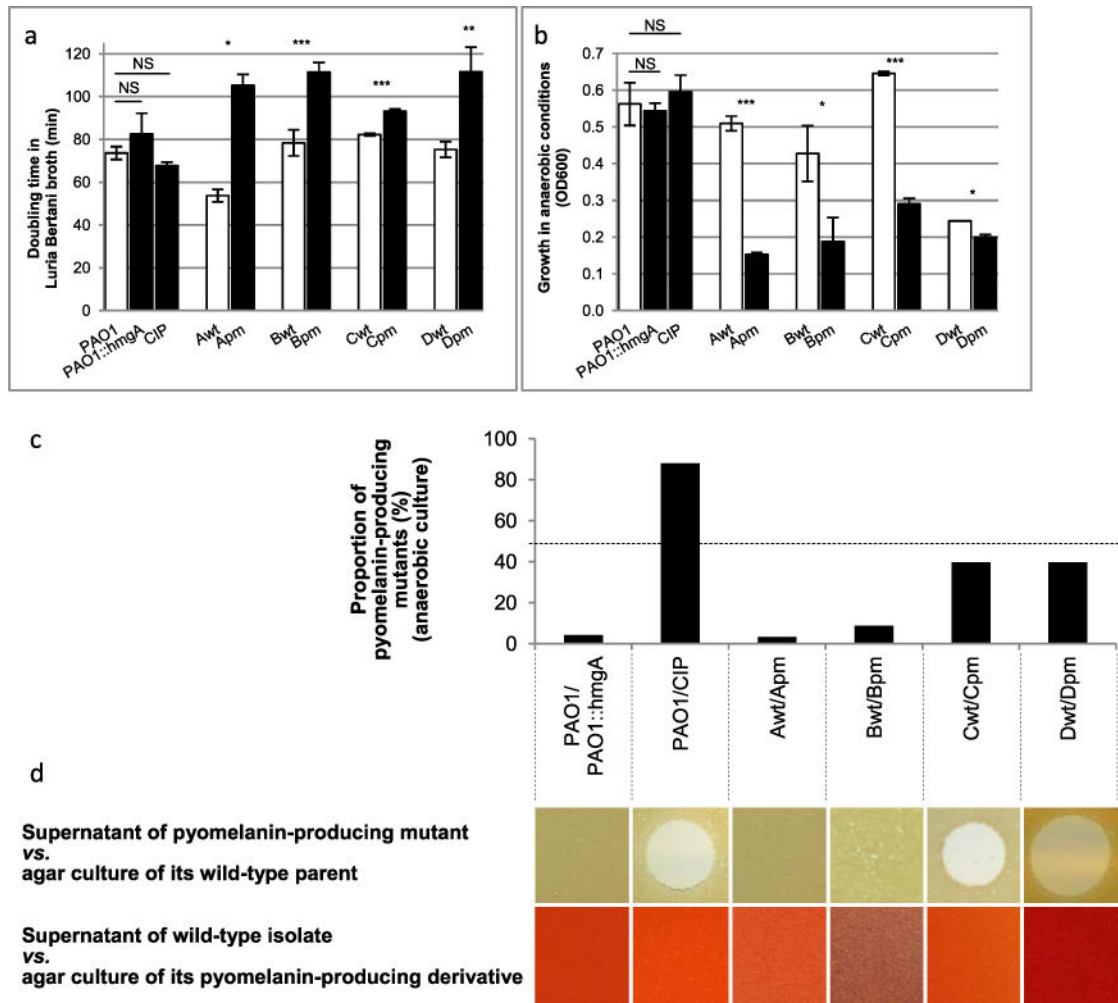 a
Doubling time in
Luria Bertani broth (min)
120
100
80
60
40
20
0
NS
NS
*
***
***
**
PAO1
PAO1::hmgA
CIP
Awt
Apm
Bwt
Bpm
Cwt
Cpm
Dwt
Dpm
b
Growth in anaerobic conditions
(OD600)
0.7
0.6
0.5
0.4
0.3
0.2
0.1
0.0
NS
NS
***
*
***
*
PAO1
PAO1::hmgA
CIP
Awt
Apm
Bwt
Bpm
Cwt
Cpm
Dwt
Dpm
c
Proportion of
pyomelanin-producing
mutants (%)
(anaerobic culture)
100
80
60
40
20
0
PAO1/
PAO1::hmgA
PAO1/CIP
Awt/Apm
Bwt/Bpm
Cwt/Cpm
Dwt/Dpm
d
Supernatant of pyomelanin-producing mutant
vs.
agar culture of its wild-type parent
Supernatant of wild-type isolate
vs.
agar culture of its pyomelanin-producing derivative